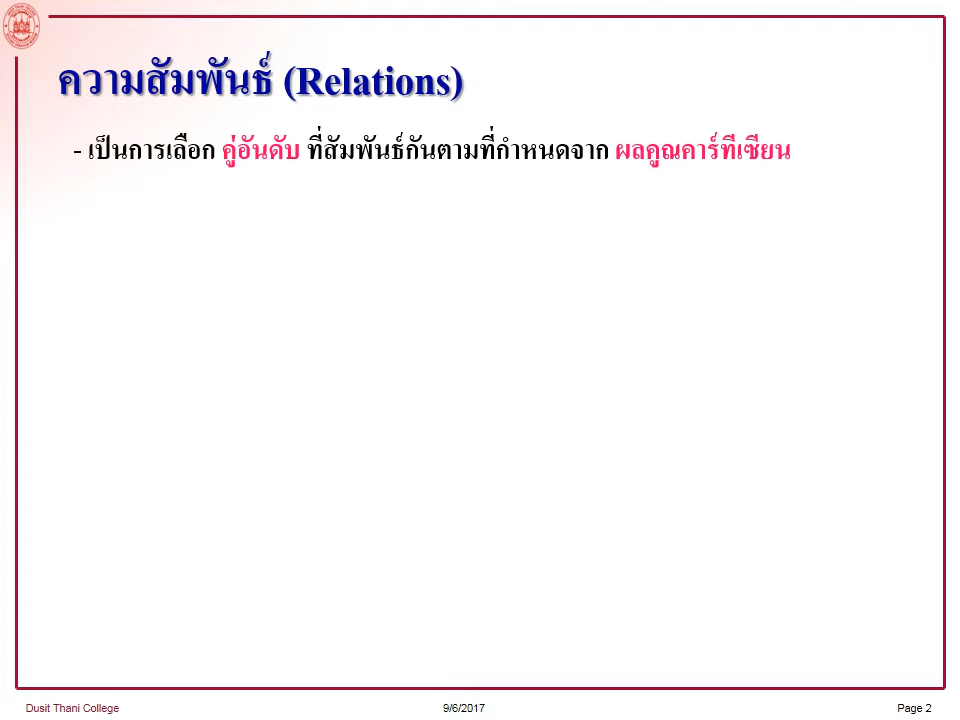 ความสัมพันธ์ (Relations)
- เป็นการเลือก คู่อันดับ ที่สัมพันธ์กันตามที่กำหนดจาก ผลคูณคาร์ทีเซียน
Dusit Thani College 9/6/2017 Page 2